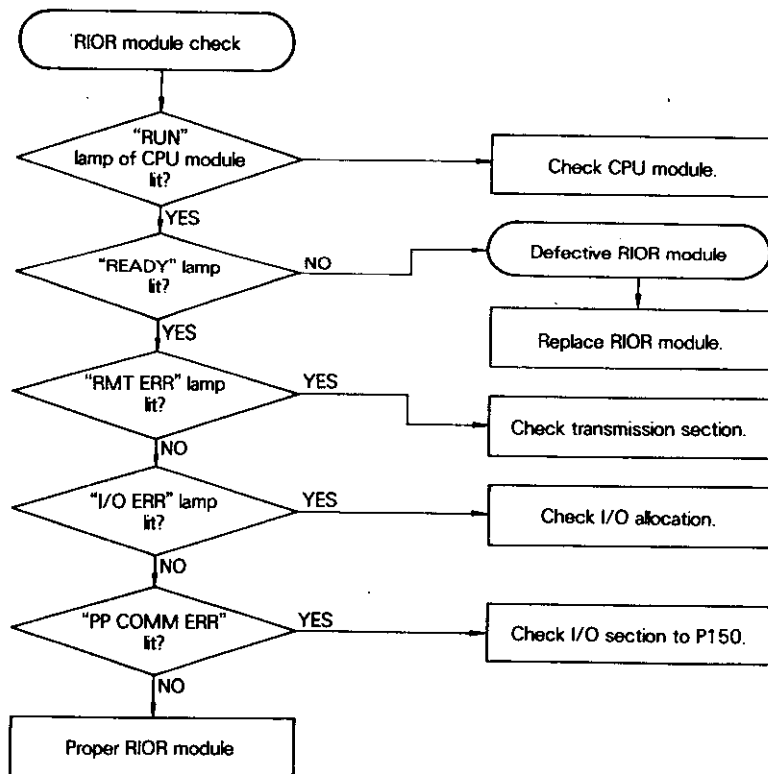 RIOR module check
"RUN"
lamp of CPU module
lit?
Check CPU module.
YES
"READY" lamp
lit?
NO
Defective RIOR module
YES
Replace RIOR module.
"RMT ERR" lamp
lit?
YES
Check transmission section.
NO
"I/O ERR" lamp
lit?
YES
Check I/O allocation.
NO
"PP COMM ERR"
lit?
YES
Check I/O section to P150.
NO
Proper RIOR module